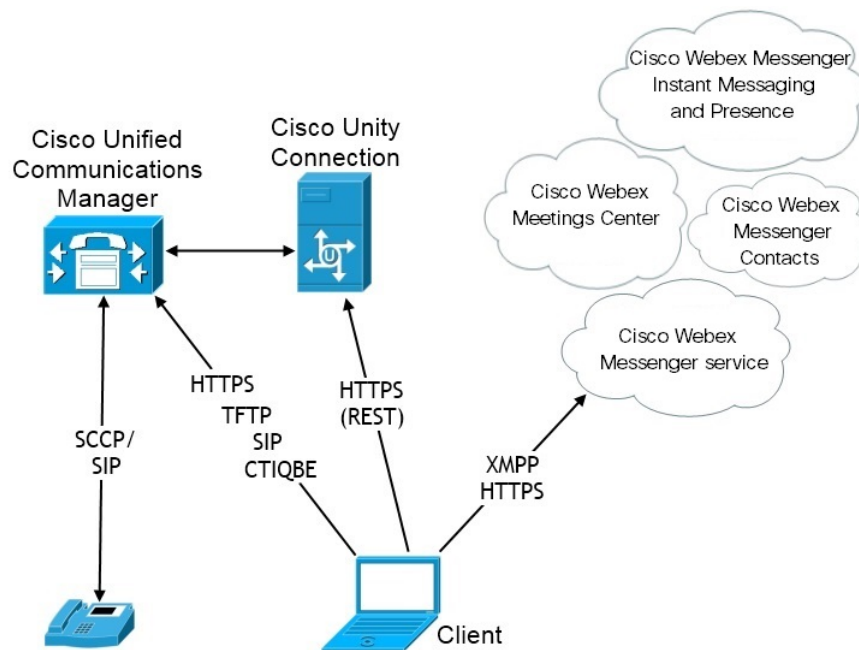 Cisco Webex Messenger
Instant Messaging
and Presence
Cisco Unified
Communications
Manager
Cisco Unity
Connection
Cisco Webex
Meetings Center
Cisco Webex
Messenger
Contacts
U
Cisco Webex
Messenger service
HTTPS
TFTP
SIP
CTIQBE
HTTPS
(REST)
SCCP/
SIP
XMPP
HTTPS
Client